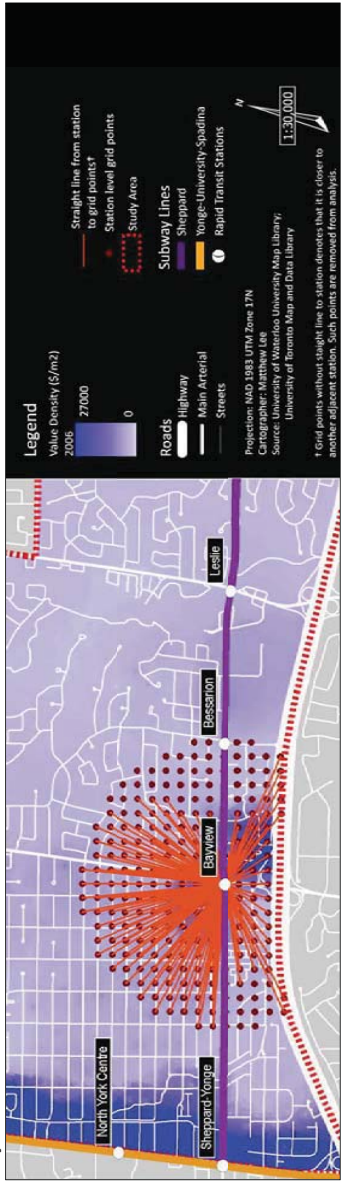 North York Centre
Sheppard-Yonge
Bayview
Bessarion
Leslie
Legend
Value Density ($/m2)
2006
27000
0
Straight line from station
to grid points†
Station level grid points
Study Area
Roads
Highway
Main Arterial
Streets
Subway Lines
Sheppard
Yonge-University-Spadina
Rapid Transit Stations
Projection: NAD 1983 UTM Zone 17N
Cartographer: Matthew Lee
Source: University of Waterloo University Map Library;
University of Toronto Map and Data Library
N
1:30,000
† Grid points without staight line to station denotes that it is closer to
another adjacent station. Such points are removed from analysis.